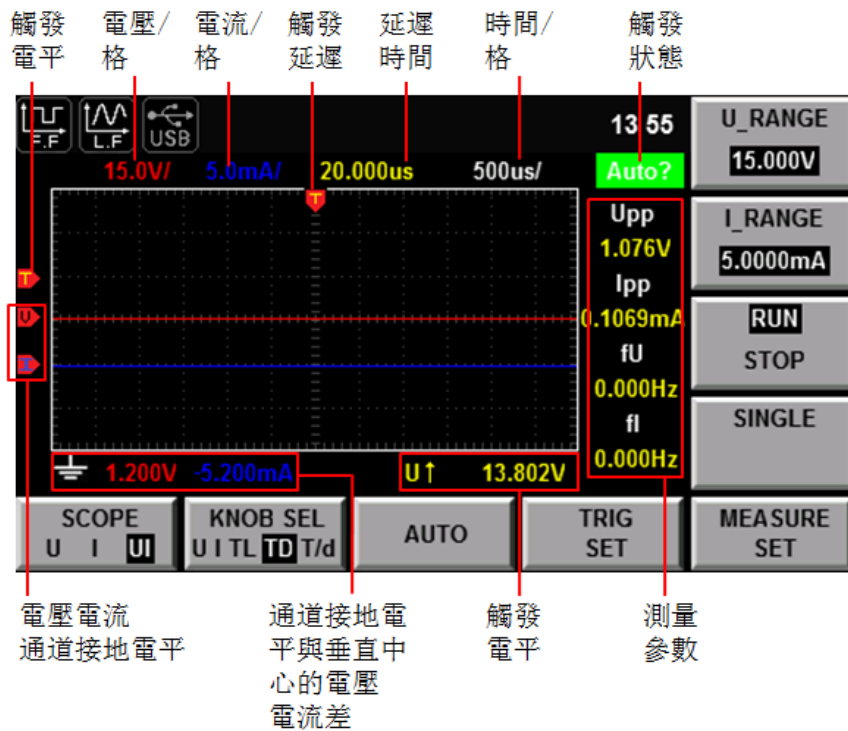 觸發
電平
電壓/
格
電流/
格
觸發
延遲
延遲
時間
時間/
格
觸發
狀態
F.F
L.F
USB
13 55
15.0V/
5.0mA/
20.000us
500us/
Auto?
T
T
U
I
Upp
1.076V
Ipp
0.1069mA
fU
0.000Hz
fI
0.000Hz
1.200V
-5.200mA
U↑
13.802V
U_RANGE
15.000V
I_RANGE
5.0000mA
RUN
STOP
SINGLE
SCOPE
U I UI
KNOB SEL
U I TL TD T/d
AUTO
TRIG
SET
MEASURE
SET
電壓電流
通道接地電平
通道接地電
平與垂直中
心的電壓
電流差
觸發
電平
測量
參數